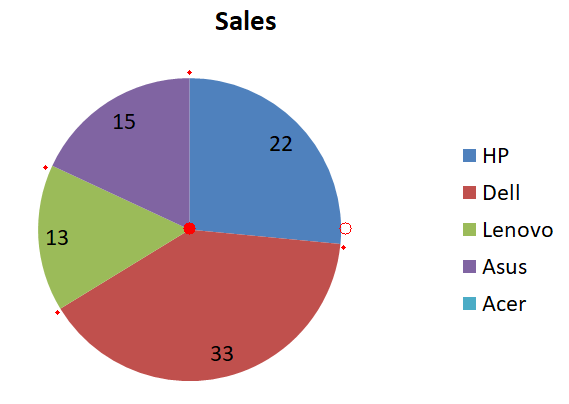 Sales
15
22
13
33
HP
Dell
Lenovo
Asus
Acer